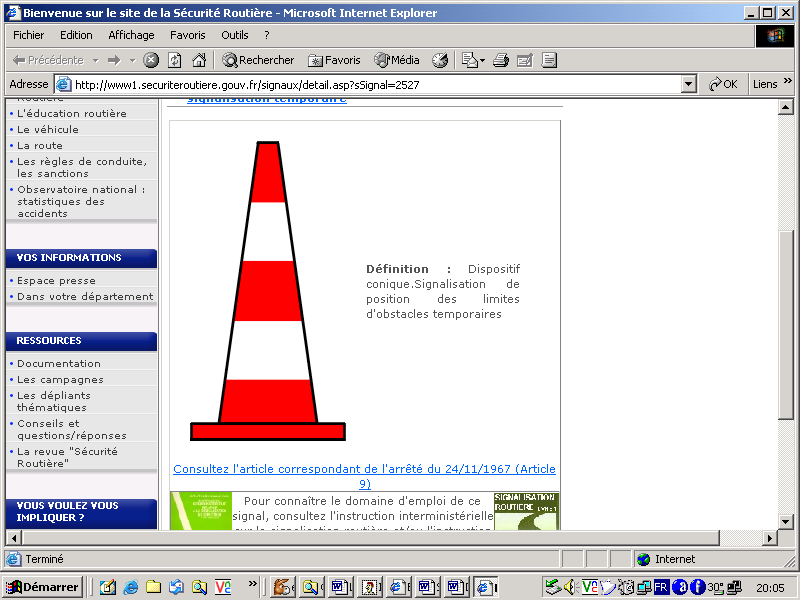 Bienvenue sur le site de la Sécurité Routière - Microsoft Internet Explorer
Fichier Edition Affichage Favoris Outils ?
Précédente Rechercher Favoris Média
Adresse http://www1.securiteroutiere.gouv.fr/signaux/detail.asp?sSignal=2527 OK Liens »
Routière
• L'éducation routière
• Le véhicule
• La route
• Les règles de conduite,
les sanctions
• Observatoire national :
statistiques des
accidents
VOS INFORMATIONS
• Espace presse
• Dans votre département
RESSOURCES
• Documentation
• Les campagnes
• Les dépliants
thématiques
• Conseils et
questions/réponses
• La revue "Sécurité
Routière"
VOUS VOULEZ VOUS
IMPLIQUER ?
signalisation temporaire
Définition : Dispositif
conique.Signalisation de
position des limites
d'obstacles temporaires
Consultez l'article correspondant de l'arrêté du 24/11/1967 (Article
9)
Pour connaître le domaine d'emploi de ce
signal, consultez l'instruction interministérielle
sur la signalisation routière et/ou l'instruction
SIGNALISATION
ROUTIERE
Terminé Internet
Démarrer » FR 30° 20:05